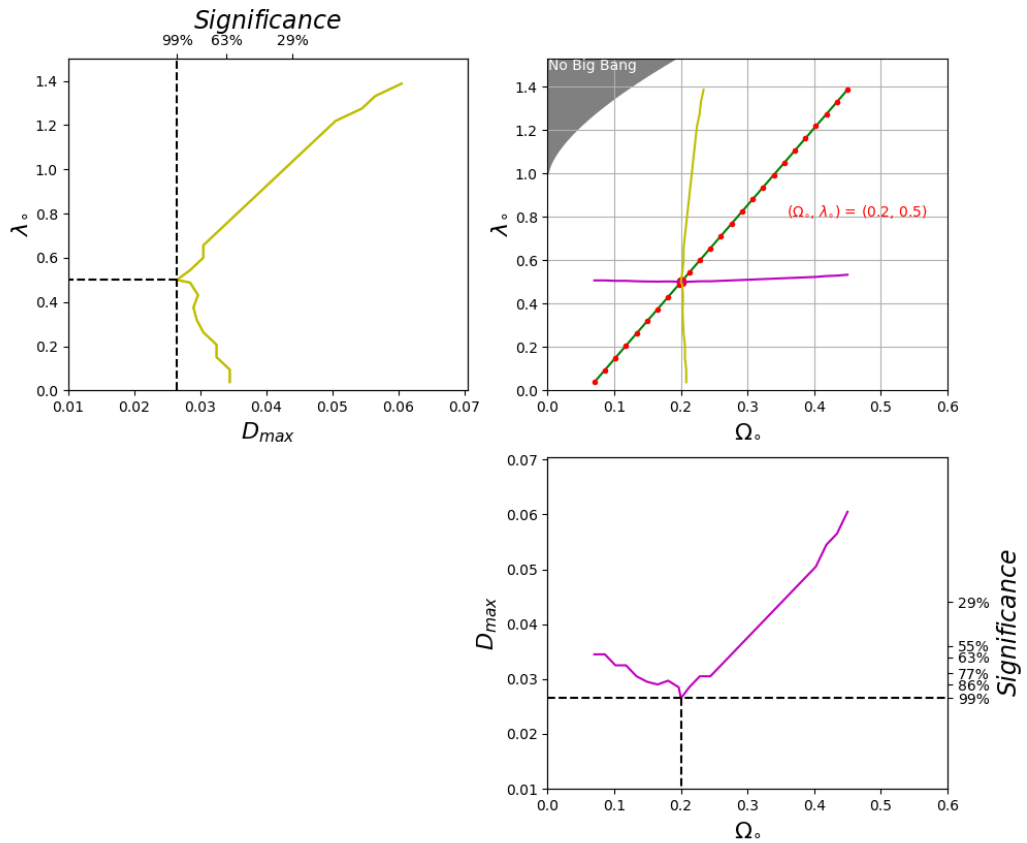 Significance
99% 63% 29%
1.4
1.2
1.0
0.8
0.6
0.4
0.2
0.0
λ∘
0.01 0.02 0.03 0.04 0.05 0.06 0.07
D_max
No Big Bang
1.4
1.2
1.0
0.8
0.6
0.4
0.2
0.0
λ∘
(Ω∘, λ∘) = (0.2, 0.5)
0.0 0.1 0.2 0.3 0.4 0.5 0.6
Ω∘
0.07
0.06
0.05
0.04
0.03
0.02
0.01
D_max
29%
55%
63%
77%
86%
99%
Significance
0.0 0.1 0.2 0.3 0.4 0.5 0.6
Ω∘